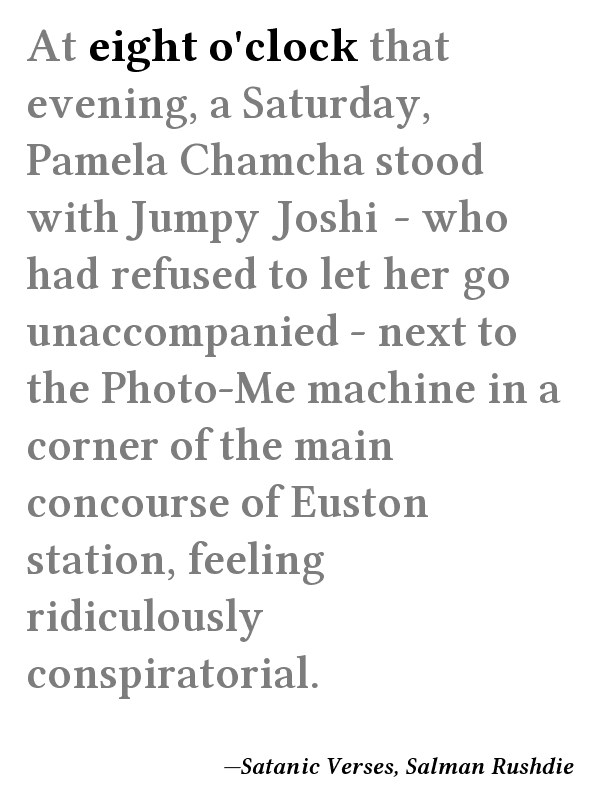 At eight o'clock that
evening, a Saturday,
Pamela Chamcha stood
with Jumpy Joshi - who
had refused to let her go
unaccompanied - next to
the Photo-Me machine in a
corner of the main
concourse of Euston
station, feeling
ridiculously
conspiratorial.
—Satanic Verses, Salman Rushdie